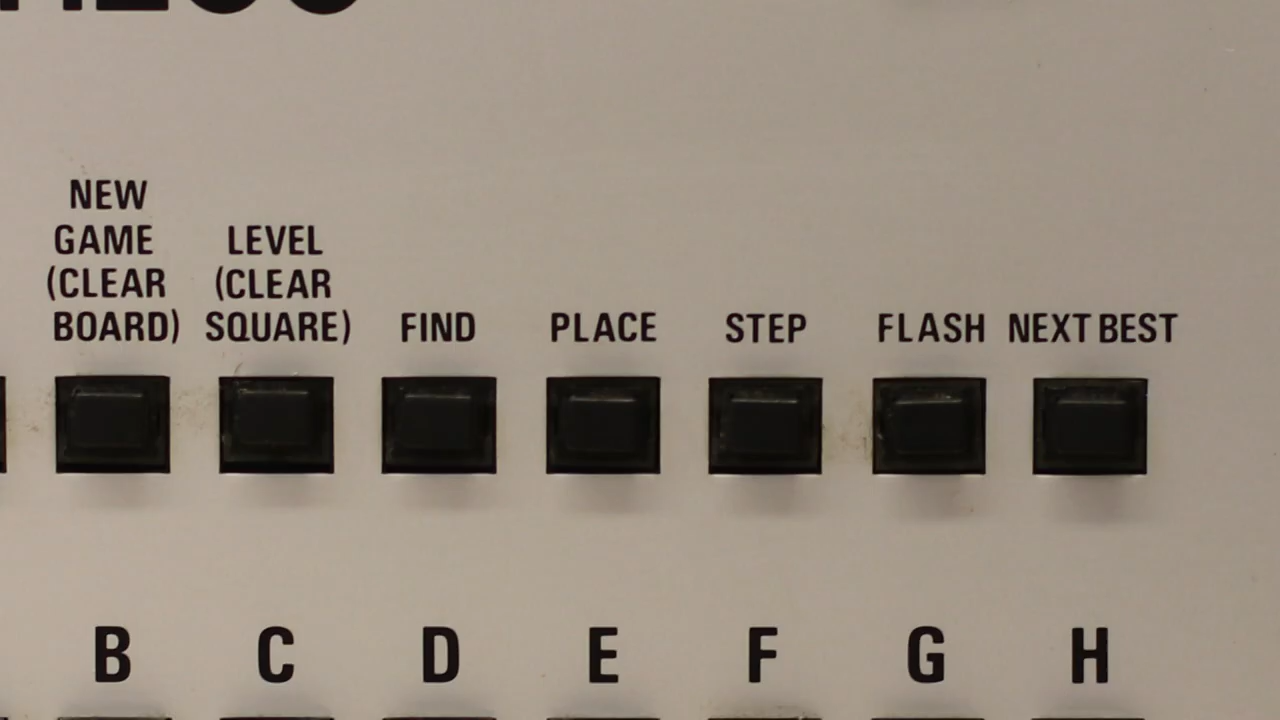 NEW
GAME
(CLEAR
BOARD)
LEVEL
(CLEAR
SQUARE)
FIND
PLACE
STEP
FLASH
NEXT BEST
B C D E F G H